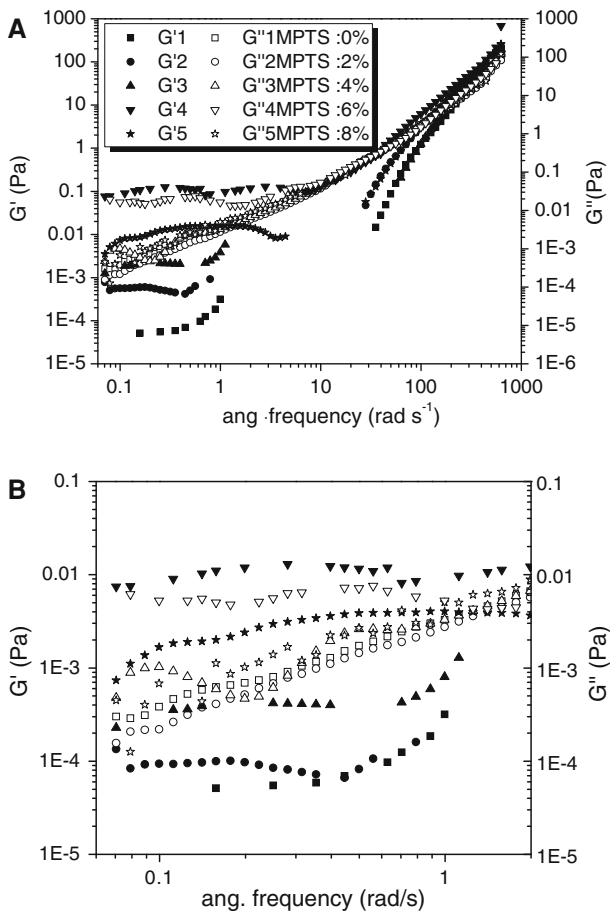 A
G'1 G"1MPTS :0%
G'2 G"2MPTS :2%
G'3 G"3MPTS :4%
G'4 G"4MPTS :6%
G'5 G"5MPTS :8%
1000
100
10
1
0.1
0.01
1E-3
1E-4
1E-5
G' (Pa)
1000
100
10
1
0.1
0.01
1E-3
1E-4
1E-5
1E-6
G"(Pa)
0.1 1 10 100 1000
ang ·frequency (rad s⁻¹)
B
0.1
0.01
1E-3
1E-4
1E-5
G' (Pa)
0.1
0.01
1E-3
1E-4
1E-5
G" (Pa)
0.1 1
ang. frequency (rad/s)